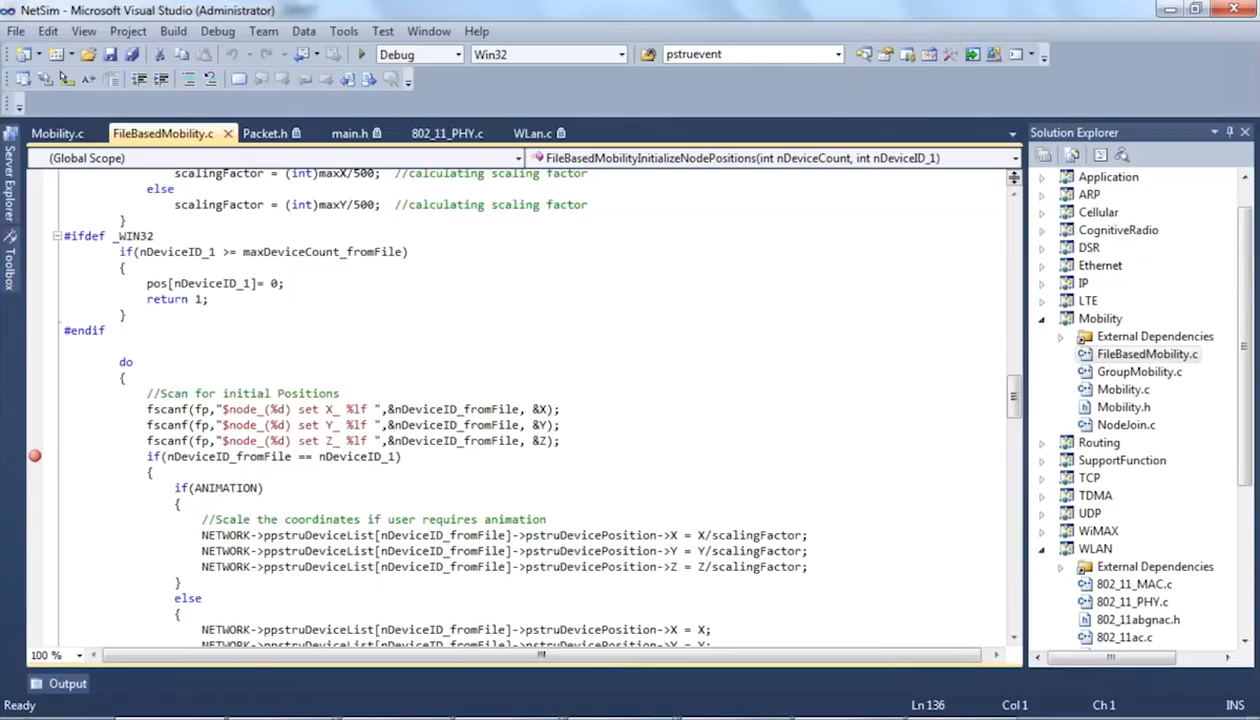 NetSim - Microsoft Visual Studio (Administrator)
File Edit View Project Build Debug Team Data Tools Test Window Help
Debug Win32 pstruevent
Mobility.c FileBasedMobility.c Packet.h main.h 802_11_PHY.c WLan.c
(Global Scope) FileBasedMobilityInitializeNodePositions(int nDeviceCount, int nDeviceID_1)
scalingFactor = (int)maxX/500; //calculating scaling factor
else
scalingFactor = (int)maxY/500; //calculating scaling factor
}
#ifdef _WIN32
if(nDeviceID_1 >= maxDeviceCount_fromFile)
{
pos[nDeviceID_1]= 0;
return 1;
}
#endif
do
{
//Scan for initial Positions
fscanf(fp,"$node_(%d) set X_ %lf ",&nDeviceID_fromFile, &X);
fscanf(fp,"$node_(%d) set Y_ %lf ",&nDeviceID_fromFile, &Y);
fscanf(fp,"$node_(%d) set Z_ %lf ",&nDeviceID_fromFile, &Z);
if(nDeviceID_fromFile == nDeviceID_1)
{
if(ANIMATION)
{
//Scale the coordinates if user requires animation
NETWORK->ppstruDeviceList[nDeviceID_fromFile]->pstruDevicePosition->X = X/scalingFactor;
NETWORK->ppstruDeviceList[nDeviceID_fromFile]->pstruDevicePosition->Y = Y/scalingFactor;
NETWORK->ppstruDeviceList[nDeviceID_fromFile]->pstruDevicePosition->Z = Z/scalingFactor;
}
else
{
NETWORK->ppstruDeviceList[nDeviceID_fromFile]->pstruDevicePosition->X = X;
NETWORK->ppstruDeviceList[nDeviceID_fromFile]->pstruDevicePosition->Y = Y;
100 %
Server Explorer
Toolbox
Solution Explorer
Application
ARP
Cellular
CognitiveRadio
DSR
Ethernet
IP
LTE
Mobility
External Dependencies
FileBasedMobility.c
GroupMobility.c
Mobility.c
Mobility.h
NodeJoin.c
Routing
SupportFunction
TCP
TDMA
UDP
WiMAX
WLAN
External Dependencies
802_11_MAC.c
802_11_PHY.c
802_11abgnac.h
802_11ac.c
Output
Ready Ln 136 Col 1 Ch 1 INS